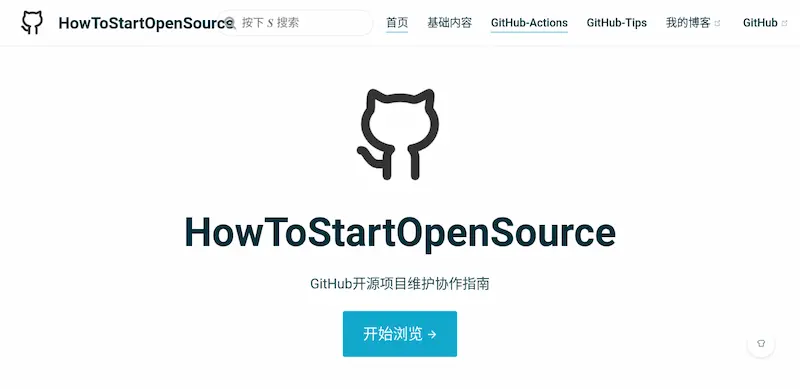 HowToStartOpenSource 按下 S 搜索 首页 基础内容 GitHub-Actions GitHub-Tips 我的博客 GitHub
HowToStartOpenSource
GitHub开源项目维护协作指南
开始浏览 →